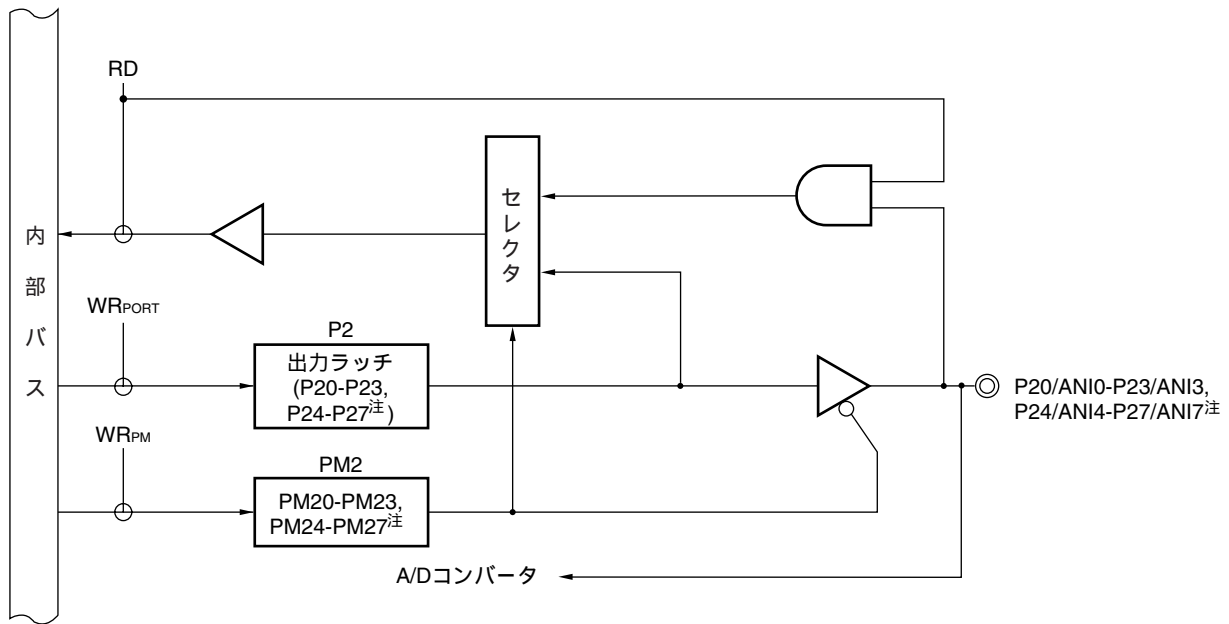 RD
内部バス
セレクタ
WRPORT
P2
出力ラッチ
(P20-P23,
P24-P27注)
P20/ANI0-P23/ANI3,
P24/ANI4-P27/ANI7注
WRPM
PM2
PM20-PM23,
PM24-PM27注
A/Dコンバータ